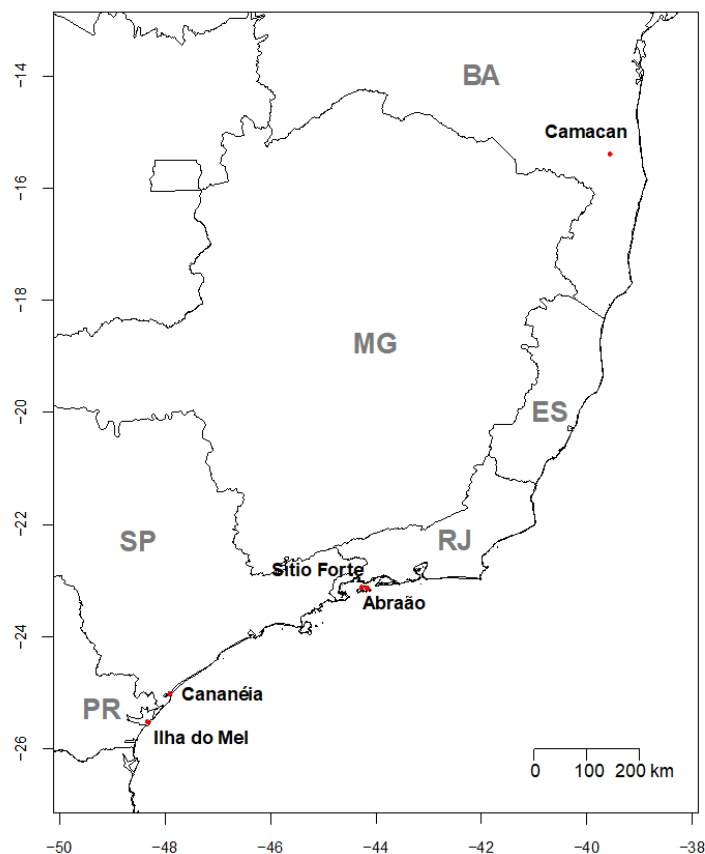 −14
−16
−18
−20
−22
−24
−26
BA
Camacan
MG
ES
SP
RJ
Sítio Forte
Abraão
Cananéia
PR
Ilha do Mel
0 100 200 km
−50 −48 −46 −44 −42 −40 −38